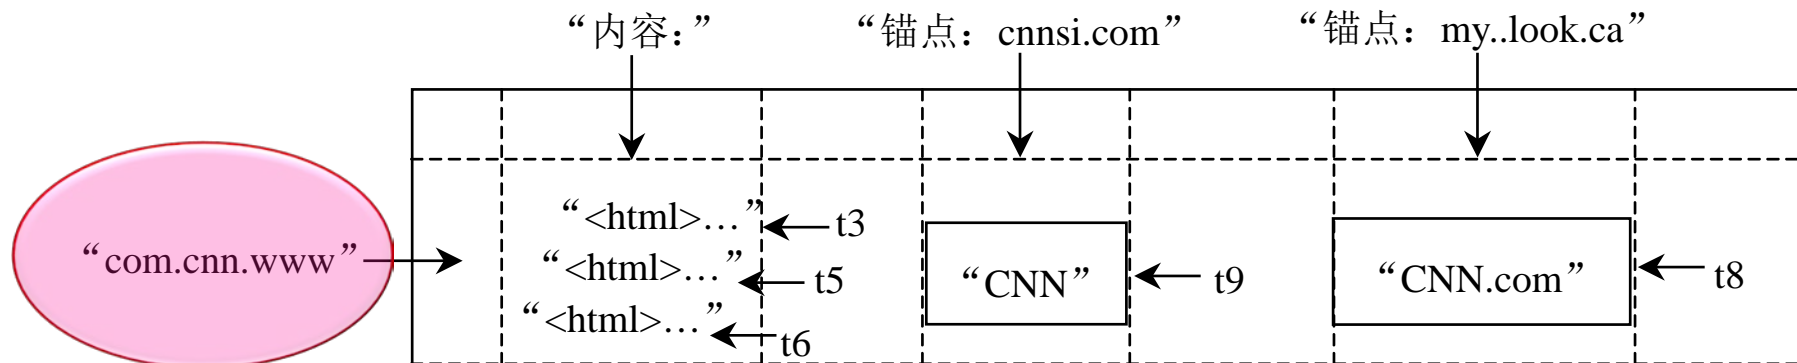 “内容：” “锚点：cnnsi.com” “锚点：my..look.ca”
“<html>…” t3
“com.cnn.www” “<html>…” t5 “CNN” t9 “CNN.com” t8
“<html>…” t6